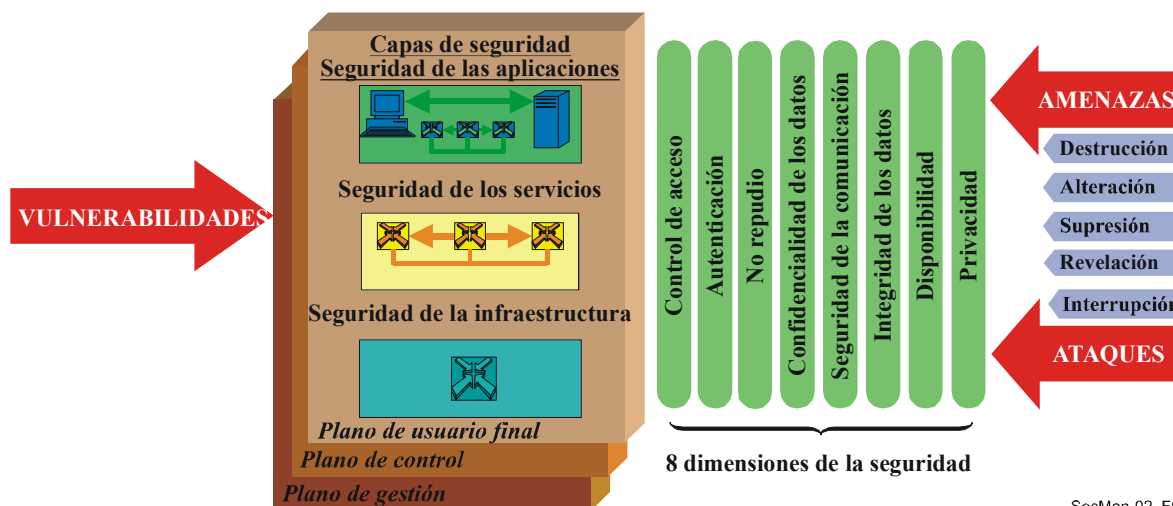 Capas de seguridad
Seguridad de las aplicaciones
Seguridad de los servicios
Seguridad de la infraestructura
Plano de usuario final
Plano de control
Plano de gestión
VULNERABILIDADES
Control de acceso
Autenticación
No repudio
Confidencialidad de los datos
Seguridad de la comunicación
Integridad de los datos
Disponibilidad
Privacidad
8 dimensiones de la seguridad
AMENAZAS
Destrucción
Alteración
Supresión
Revelación
Interrupción
ATAQUES